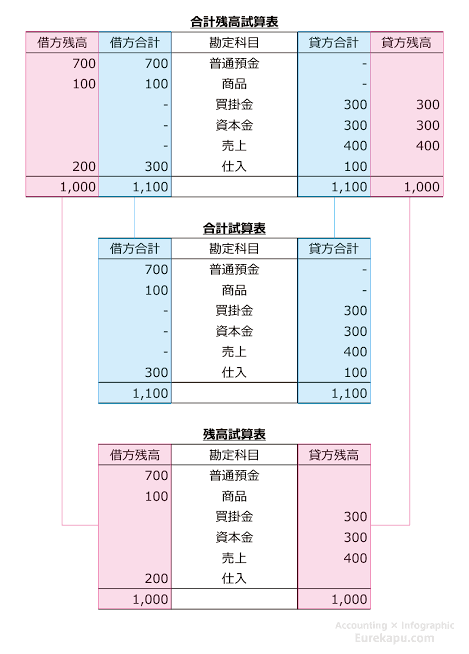 合計残高試算表
借方残高 借方合計 勘定科目 貸方合計 貸方残高
700 700 普通預金 -
100 100 商品 -
- 買掛金 300 300
- 資本金 300 300
- 売上 400 400
200 300 仕入 100
1,000 1,100 1,100 1,000
合計試算表
借方合計 勘定科目 貸方合計
700 普通預金 -
100 商品 -
- 買掛金 300
- 資本金 300
- 売上 400
300 仕入 100
1,100 1,100
残高試算表
借方残高 勘定科目 貸方残高
700 普通預金
100 商品
買掛金 300
資本金 300
売上 400
200 仕入
1,000 1,000
Accounting × Infographic
Eurekapu.com